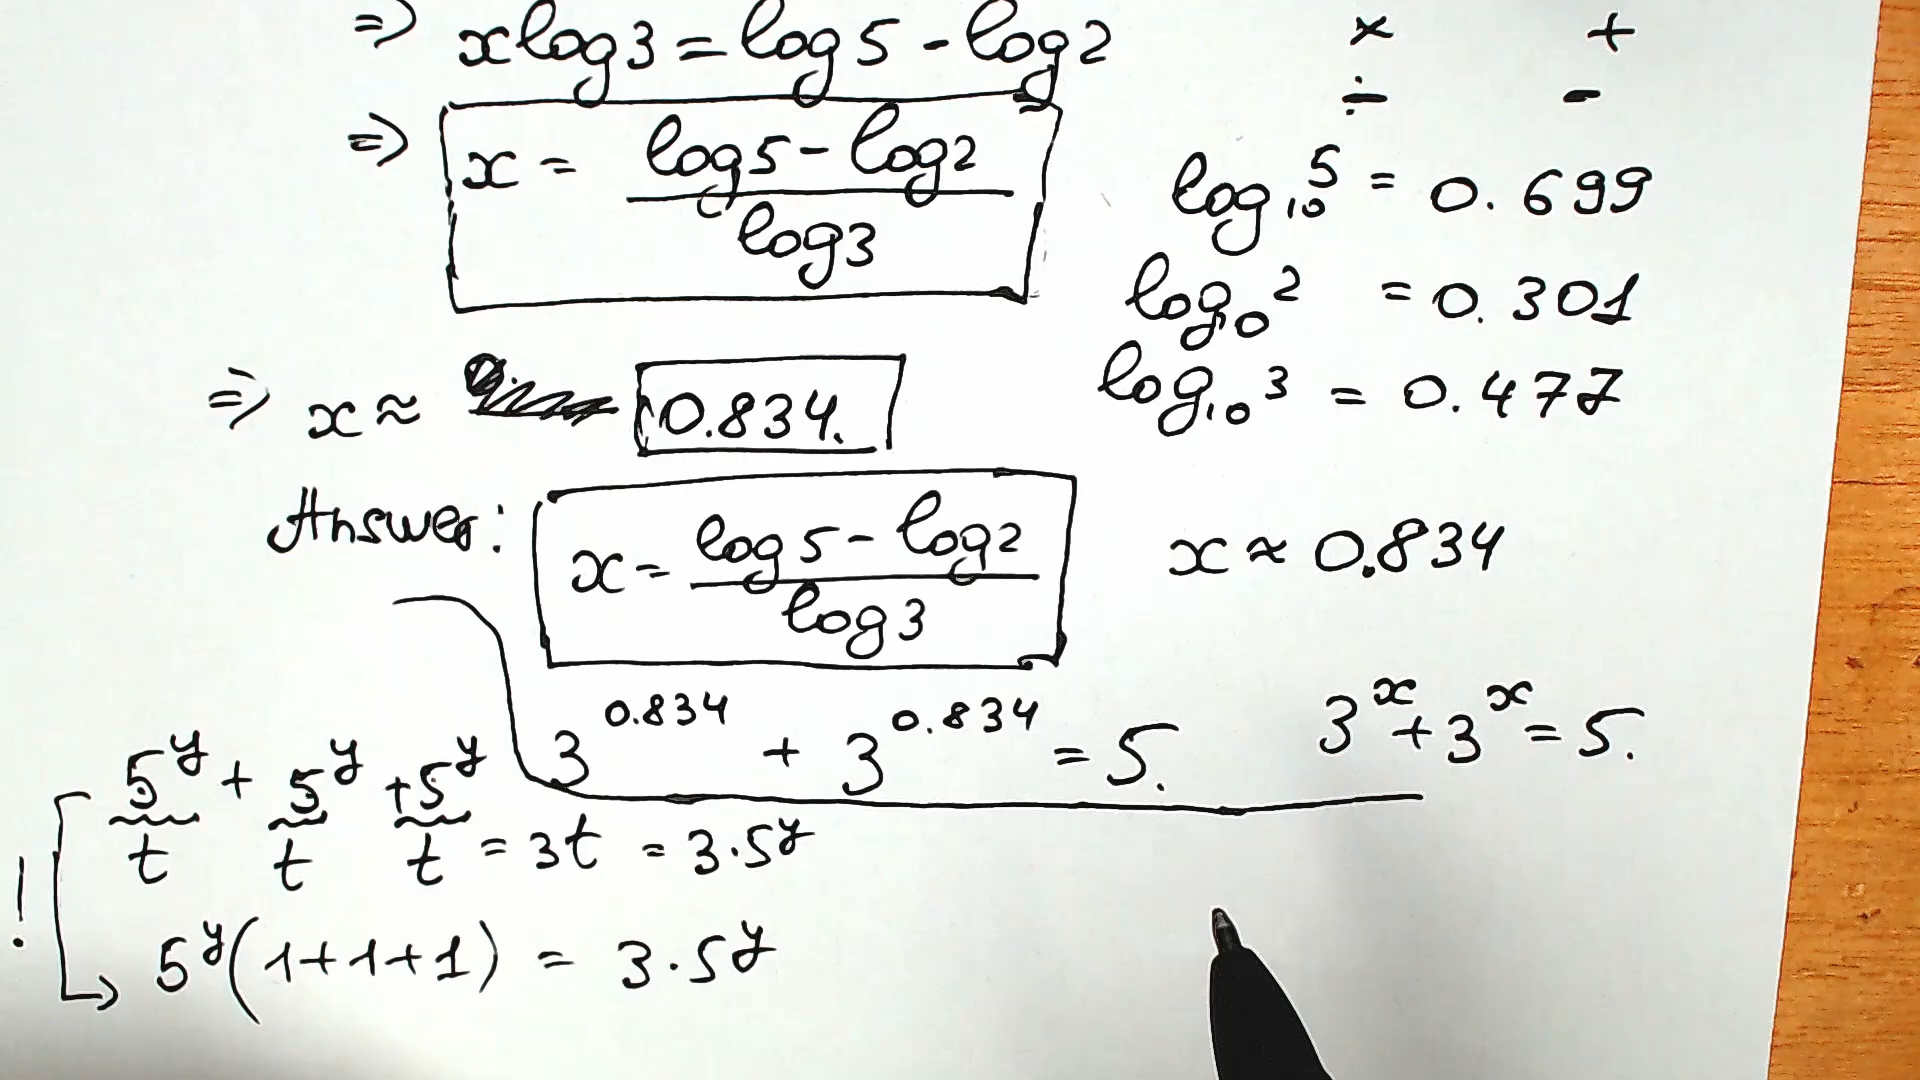 ⇒ xlog3 = log5 - log2
× +
÷ -
⇒ x = (log5 - log2)/log3
log₁₀5 = 0.699
log₁₀2 = 0.301
log₁₀3 = 0.477
⇒ x ≈ 0.834.
Answer: x = (log5 - log2)/log3
x ≈ 0.834
3^0.834 + 3^0.834 = 5.
3^x + 3^x = 5.
5^y + 5^y + 5^y
t t t = 3t = 3·5^y
! 5^y(1+1+1) = 3·5^y